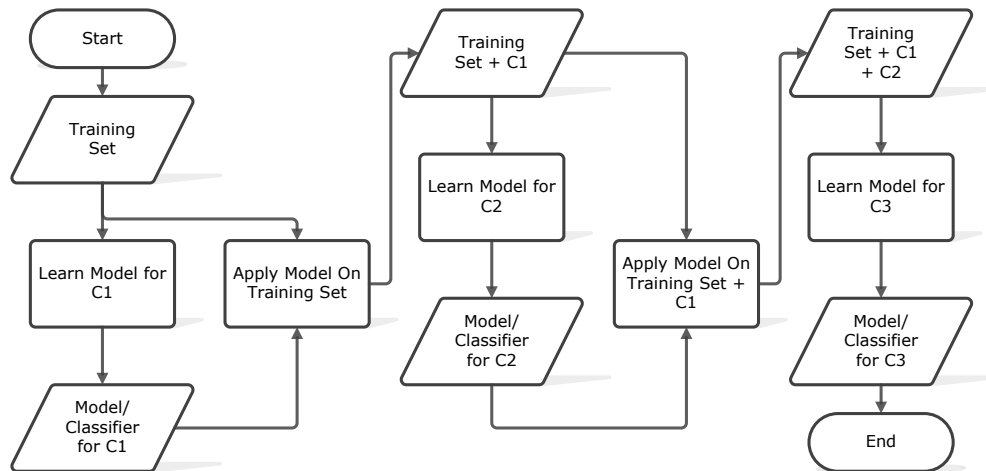 Start
Training
Set
Learn Model for
C1
Model/
Classifier
for C1
Apply Model On
Training Set
Training
Set + C1
Learn Model for
C2
Model/
Classifier
for C2
Apply Model On
Training Set +
C1
Training
Set + C1
+ C2
Learn Model for
C3
Model/
Classifier
for C3
End